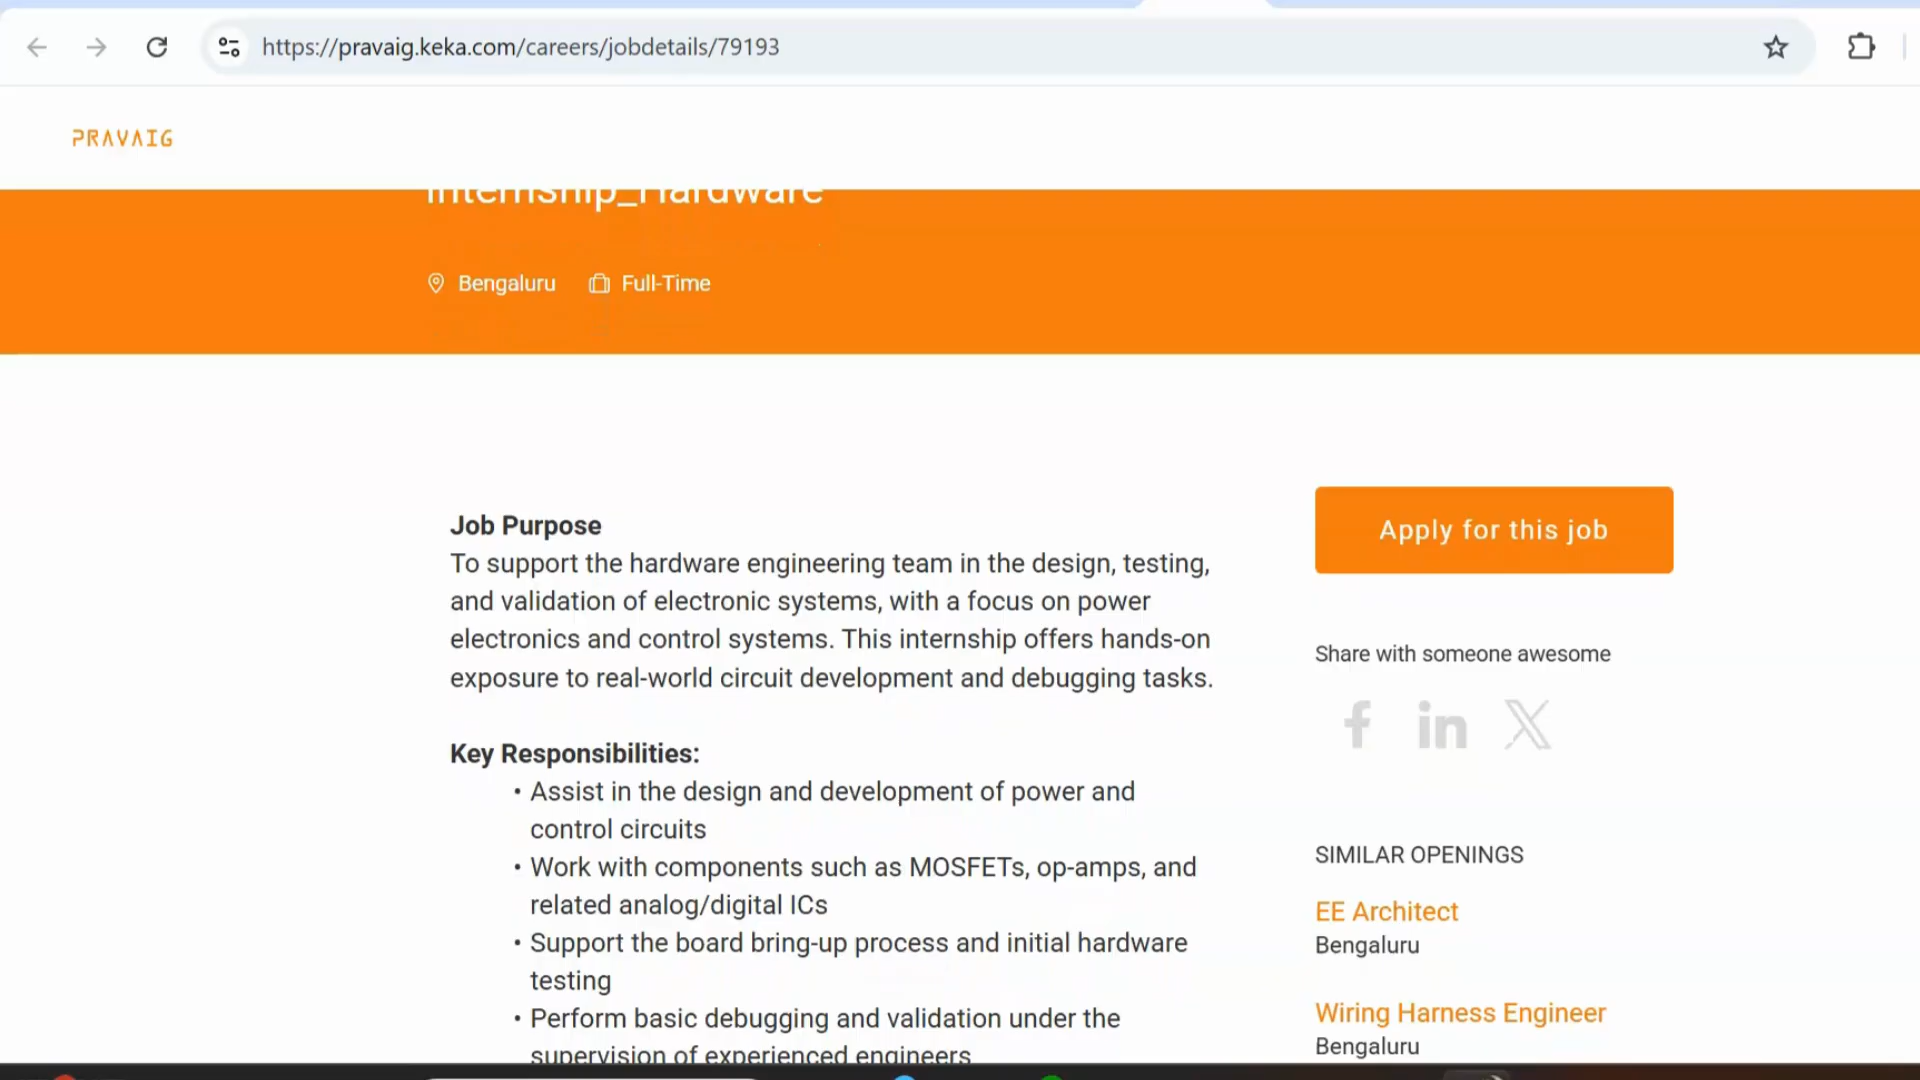 https://pravaig.keka.com/careers/jobdetails/79193
PRAVAIG
Internship_Hardware
Bengaluru Full-Time
Job Purpose
To support the hardware engineering team in the design, testing,
and validation of electronic systems, with a focus on power
electronics and control systems. This internship offers hands-on
exposure to real-world circuit development and debugging tasks.
Key Responsibilities:
• Assist in the design and development of power and
control circuits
• Work with components such as MOSFETs, op-amps, and
related analog/digital ICs
• Support the board bring-up process and initial hardware
testing
• Perform basic debugging and validation under the
supervision of experienced engineers
Apply for this job
Share with someone awesome
SIMILAR OPENINGS
EE Architect
Bengaluru
Wiring Harness Engineer
Bengaluru